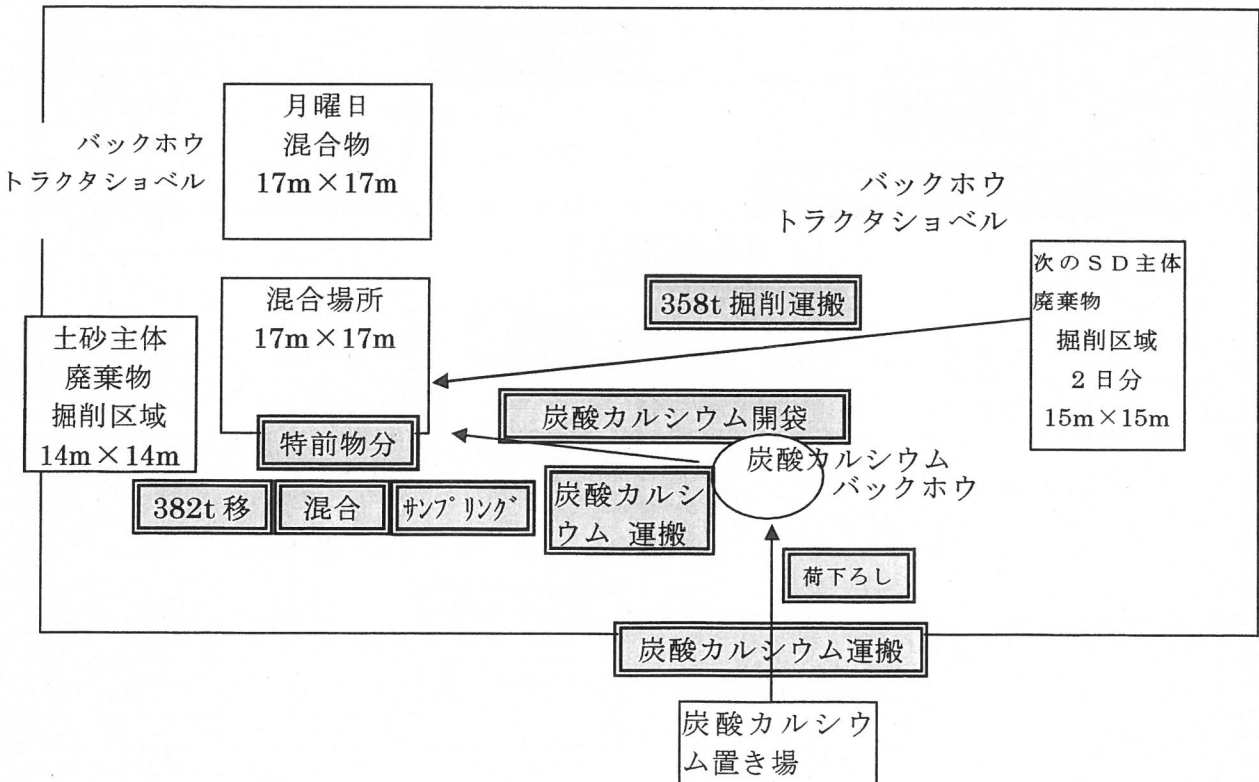 月曜日
混合物
17m×17m
バックホウ
トラクタショベル
バックホウ
トラクタショベル
混合場所
17m×17m
358t 掘削運搬
次のSD主体
廃棄物
掘削区域
2日分
15m×15m
土砂主体
廃棄物
掘削区域
14m×14m
炭酸カルシウム開袋
特前物分
炭酸カルシウム
バックホウ
382t 移
混合
サンプリング
炭酸カルシ
ウム 運搬
荷下ろし
炭酸カルシウム運搬
炭酸カルシウ
ム置き場